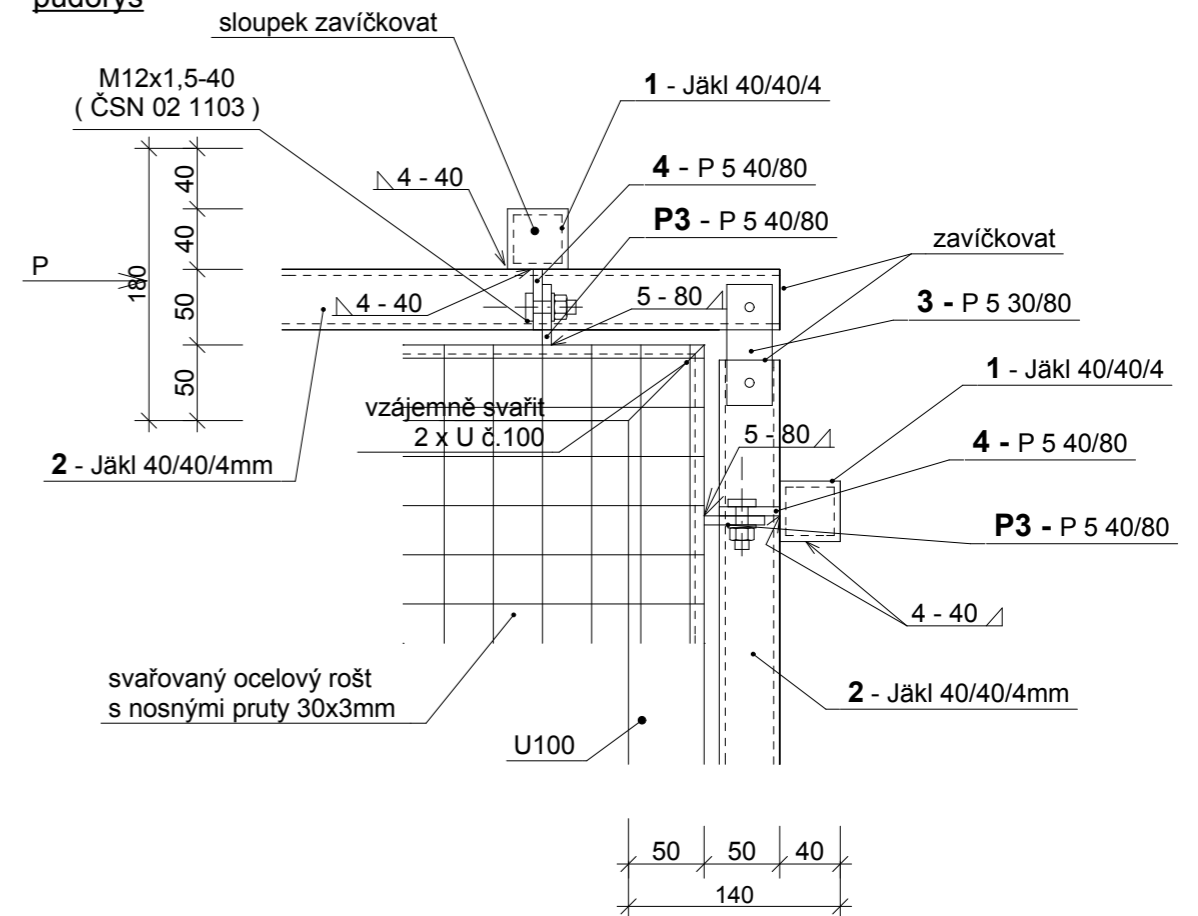 půdorys
sloupek zavíčkovat
M12x1,5-40
( ČSN 02 1103 )
1 - Jäkl 40/40/4
4 - 40
4 - P 5 40/80
P3 - P 5 40/80
zavíčkovat
40
40
50
50
180
P
4 - 40
5 - 80
3 - P 5 30/80
1 - Jäkl 40/40/4
vzájemně svařit
2 x U č.100
5 - 80
4 - P 5 40/80
2 - Jäkl 40/40/4mm
P3 - P 5 40/80
4 - 40
svařovaný ocelový rošt
s nosnými pruty 30x3mm
2 - Jäkl 40/40/4mm
U100
50 50 40
140